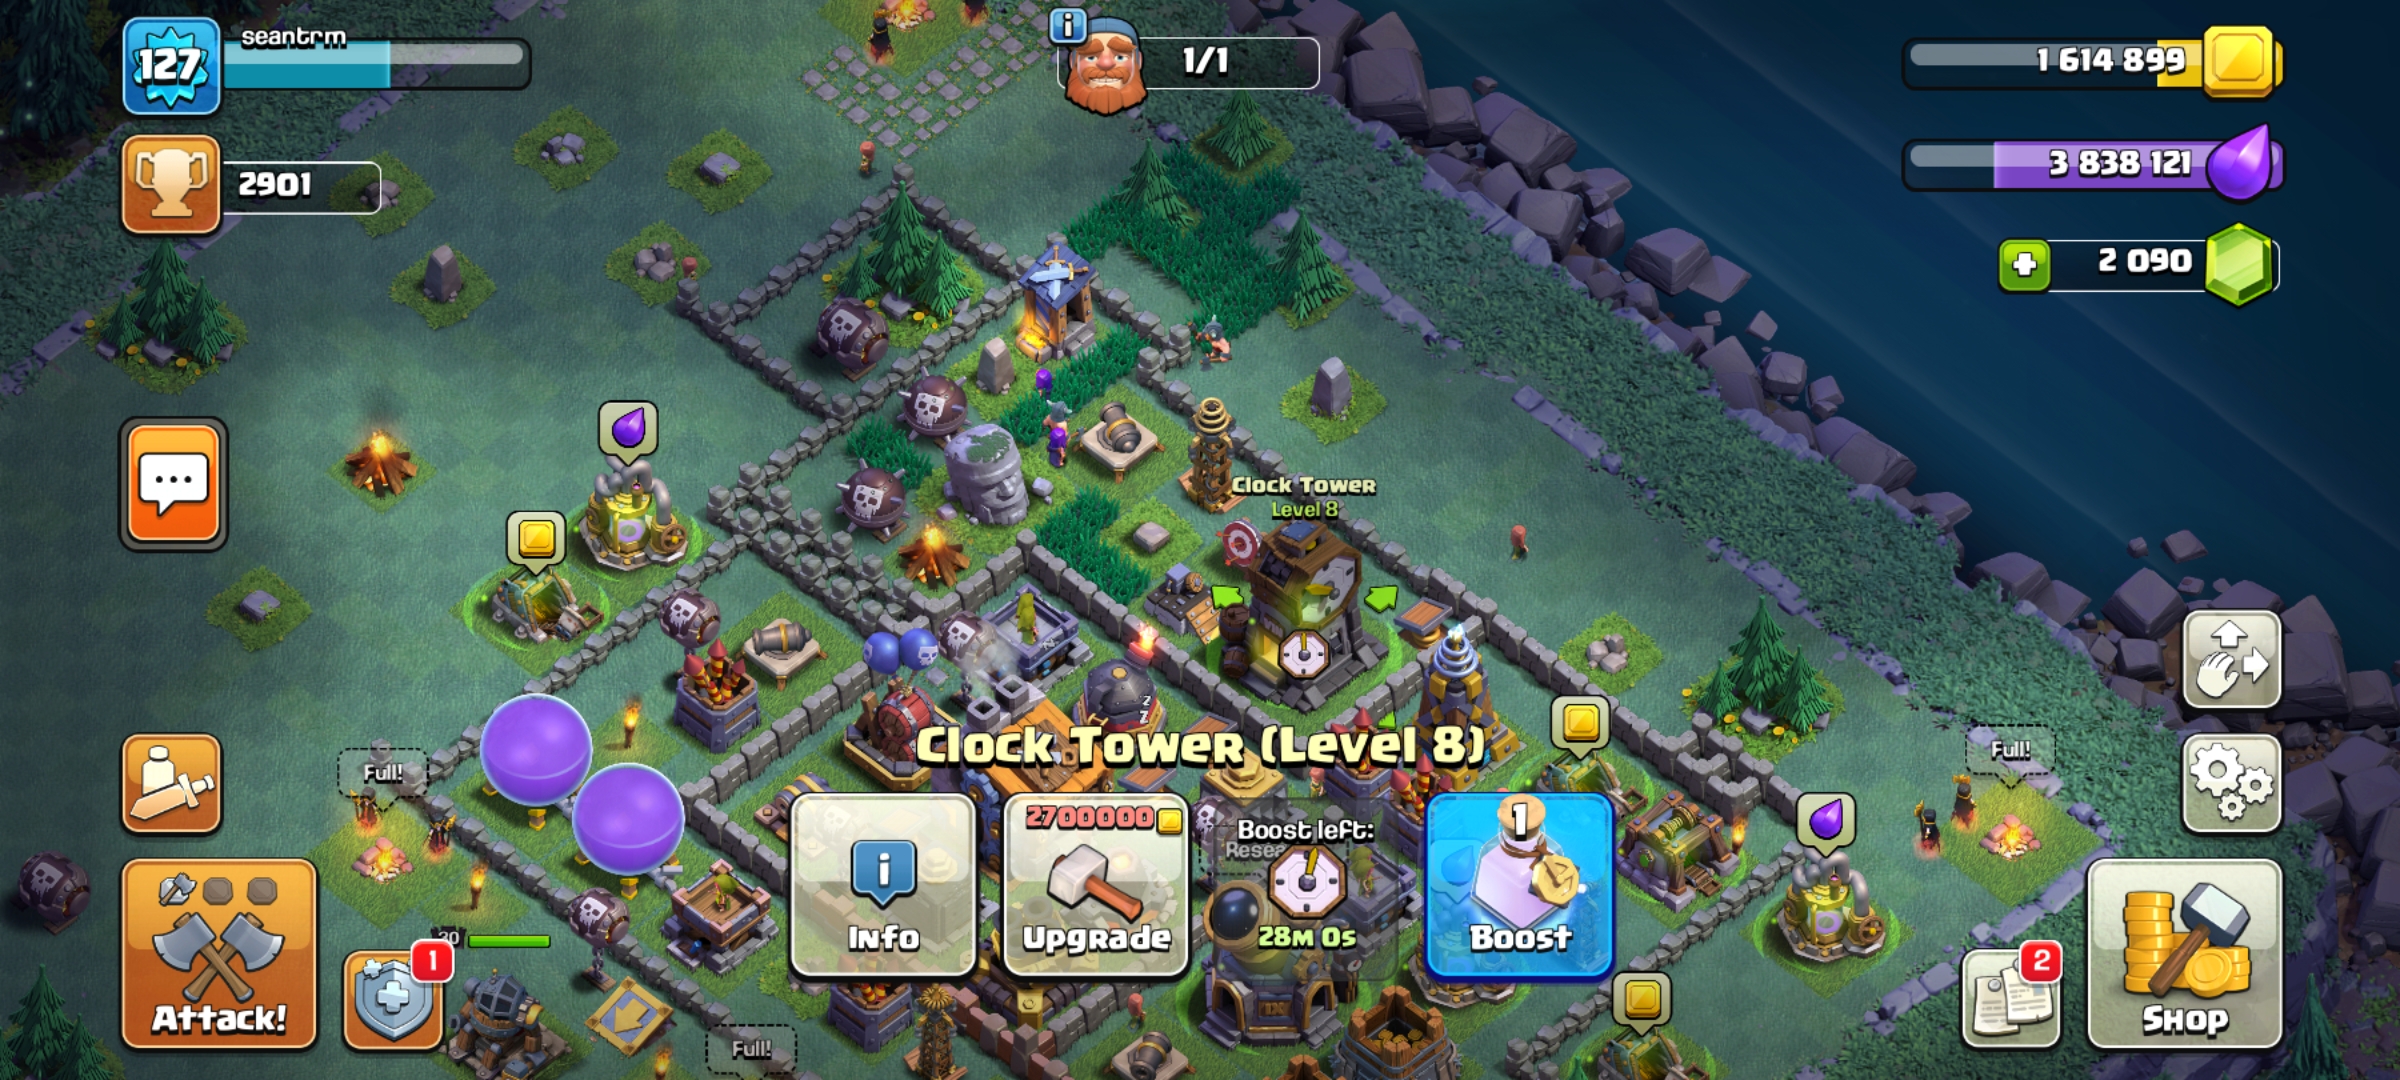 127
seantrm
1/1
1 614 899
2901
3 838 121
2 090
Clock Tower
Level 8
Full!
Full!
Clock Tower (Level 8)
2700000
Boost left:
1
Info
Upgrade
28m 0s
Boost
Attack!
1
2
Shop
Full!
z
z
20